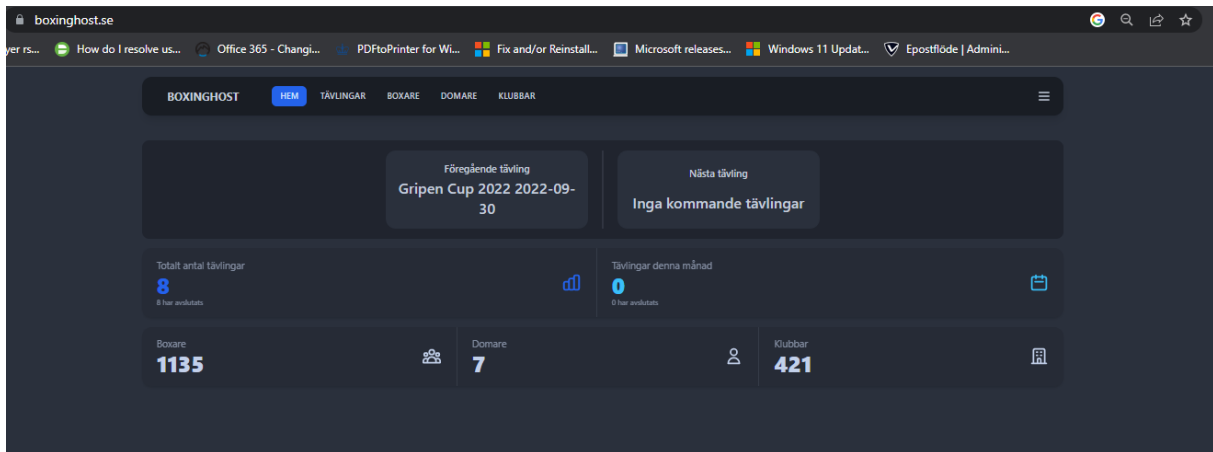 boxinghost.se
yer rs... How do I resolve us... Office 365 - Changi... PDFtoPrinter for Wi... Fix and/or Reinstall... Microsoft releases... Windows 11 Updat... Epostflöde | Admini...
BOXINGHOST HEM TÄVLINGAR BOXARE DOMARE KLUBBAR
Föregående tävling
Gripen Cup 2022 2022-09-
30
Nästa tävling
Inga kommande tävlingar
Totalt antal tävlingar
8
8 har avslutats
Tävlingar denna månad
0
0 har avslutats
Boxare
1135
Domare
7
Klubbar
421